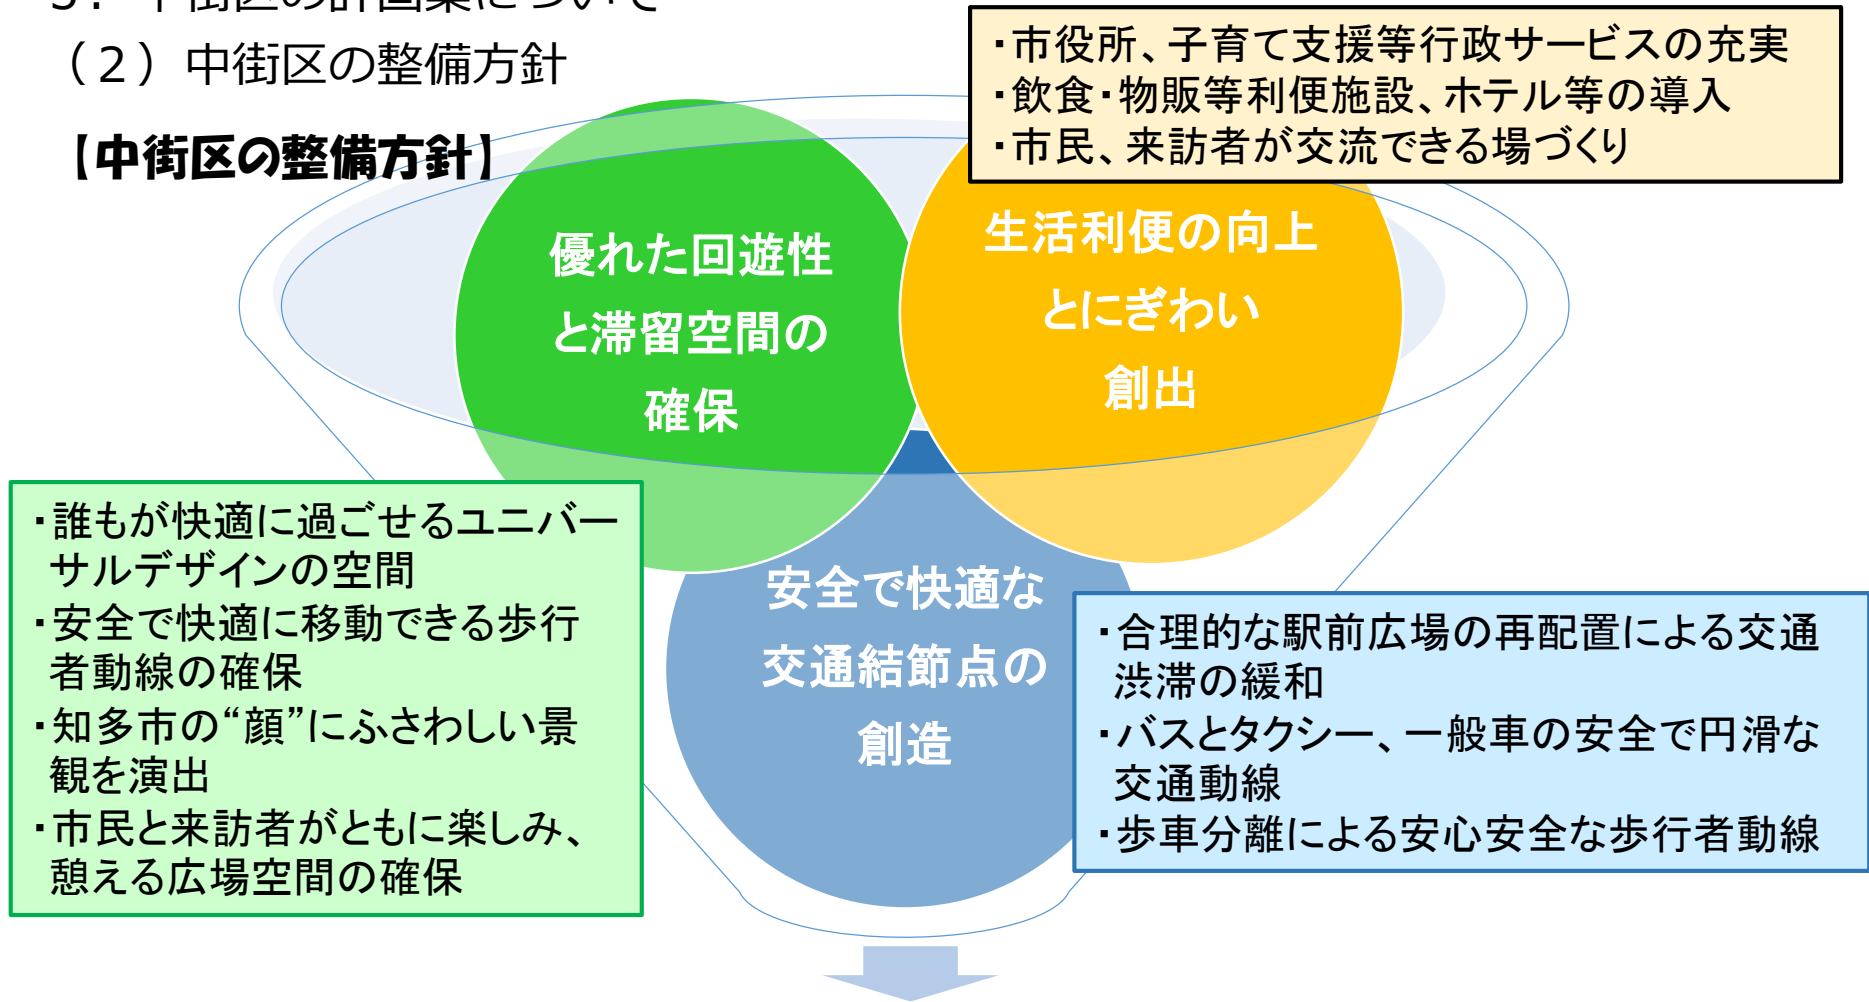 中街区の計画案について
（２）中街区の整備方針
【中街区の整備方針】
・市役所、子育て支援等行政サービスの充実
・飲食・物販等利便施設、ホテル等の導入
・市民、来訪者が交流できる場づくり
優れた回遊性
と滞留空間の
確保
生活利便の向上
とにぎわい
創出
・誰もが快適に過ごせるユニバー
サルデザインの空間
・安全で快適に移動できる歩行
者動線の確保
・知多市の“顔”にふさわしい景
観を演出
・市民と来訪者がともに楽しみ、
憩える広場空間の確保
安全で快適な
交通結節点の
創造
・合理的な駅前広場の再配置による交通
渋滞の緩和
・バスとタクシー、一般車の安全で円滑な
交通動線
・歩車分離による安心安全な歩行者動線